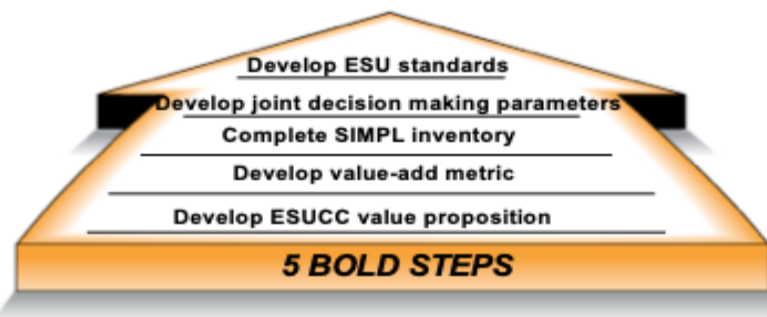 Develop ESU standards
Develop joint decision making parameters
Complete SIMPL inventory
Develop value-add metric
Develop ESUCC value proposition
5 BOLD STEPS